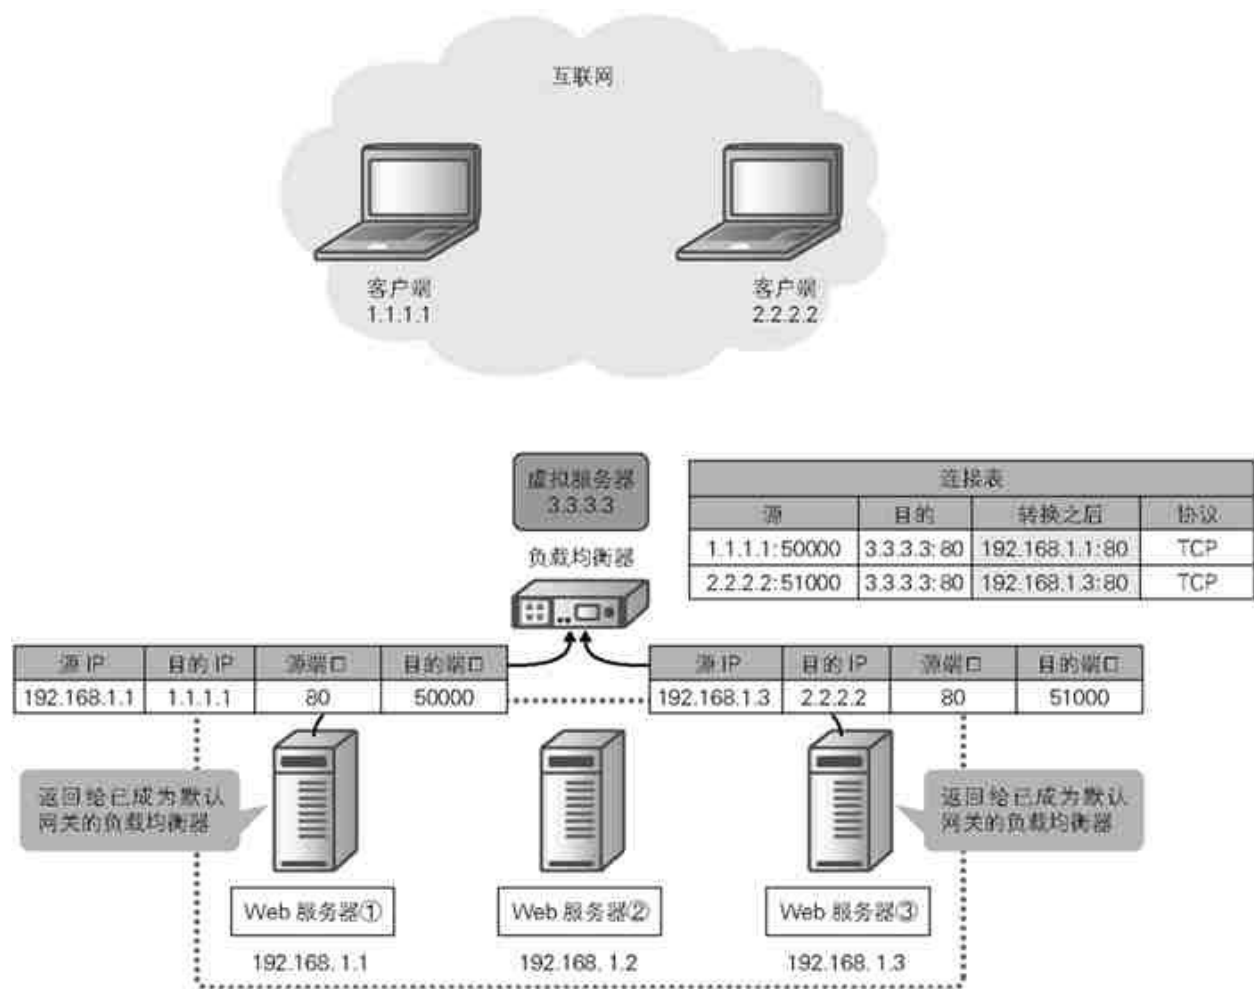 互联网
客户端
1.1.1.1
客户端
2.2.2.2
虚拟服务器
3.3.3.3
负载均衡器
连接表
源 目的 转换之后 协议
1.1.1.1:50000 3.3.3.3:80 192.168.1.1:80 TCP
2.2.2.2:51000 3.3.3.3:80 192.168.1.3:80 TCP
源 IP 目的 IP 源端口 目的端口
192.168.1.1 1.1.1.1 80 50000
源 IP 目的 IP 源端口 目的端口
192.168.1.3 2.2.2.2 80 51000
返回给已成为默认
网关的负载均衡器
返回给已成为默认
网关的负载均衡器
Web 服务器①
Web 服务器②
Web 服务器③
192.168. 1.1
192.168. 1.2
192.168. 1.3